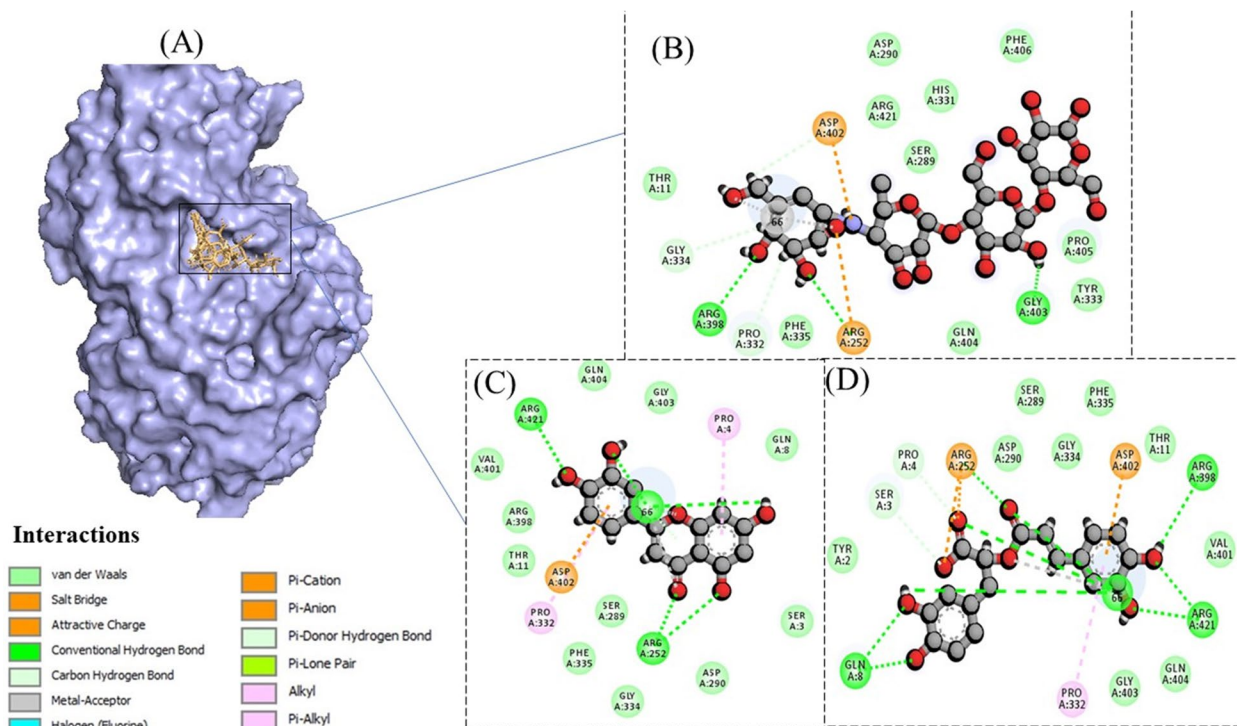 (A)
(B)
ASP
A:290
PHE
A:406
HIS
A:331
ARG
A:421
ASP
A:402
SER
A:289
THR
A:11
66
GLY
A:334
PRO
A:405
TYR
A:333
GLY
A:403
ARG
A:398
PRO
A:332
PHE
A:335
ARG
A:252
GLN
A:404
(C)
GLN
A:404
GLY
A:403
ARG
A:421
PRO
A:4
GLN
A:8
VAL
A:401
66
ARG
A:398
THR
A:11
ASP
A:402
PRO
A:332
SER
A:289
SER
A:3
PHE
A:335
ARG
A:252
ASP
A:290
GLY
A:334
(D)
SER
A:289
PHE
A:335
PRO
A:4
ARG
A:252
ASP
A:290
GLY
A:334
ASP
A:402
THR
A:11
ARG
A:398
SER
A:3
TYR
A:2
VAL
A:401
66
ARG
A:421
GLN
A:8
PRO
A:332
GLY
A:403
GLN
A:404
Interactions
van der Waals
Salt Bridge
Attractive Charge
Conventional Hydrogen Bond
Carbon Hydrogen Bond
Metal-Acceptor
Halogen (Fluorine)
Pi-Cation
Pi-Anion
Pi-Donor Hydrogen Bond
Pi-Lone Pair
Alkyl
Pi-Alkyl